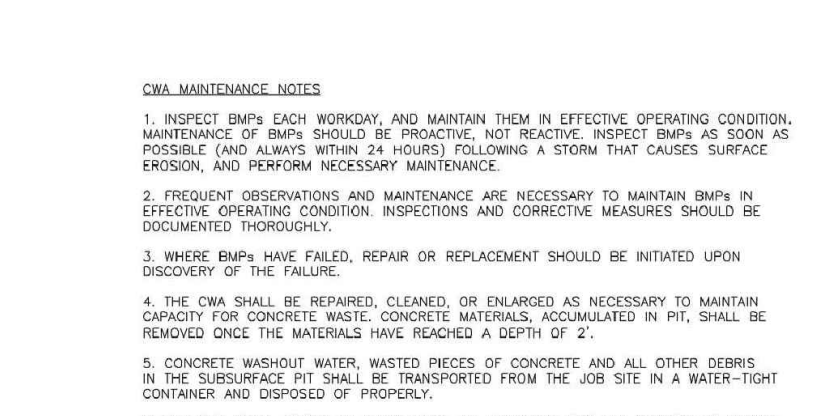 CWA MAINTENANCE NOTES
1. INSPECT BMPs EACH WORKDAY, AND MAINTAIN THEM IN EFFECTIVE OPERATING CONDITION.
MAINTENANCE OF BMPs SHOULD BE PROACTIVE, NOT REACTIVE. INSPECT BMPs AS SOON AS
POSSIBLE (AND ALWAYS WITHIN 24 HOURS) FOLLOWING A STORM THAT CAUSES SURFACE
EROSION, AND PERFORM NECESSARY MAINTENANCE.
2. FREQUENT OBSERVATIONS AND MAINTENANCE ARE NECESSARY TO MAINTAIN BMPs IN
EFFECTIVE OPERATING CONDITION. INSPECTIONS AND CORRECTIVE MEASURES SHOULD BE
DOCUMENTED THOROUGHLY.
3. WHERE BMPs HAVE FAILED, REPAIR OR REPLACEMENT SHOULD BE INITIATED UPON
DISCOVERY OF THE FAILURE.
4. THE CWA SHALL BE REPAIRED, CLEANED, OR ENLARGED AS NECESSARY TO MAINTAIN
CAPACITY FOR CONCRETE WASTE. CONCRETE MATERIALS, ACCUMULATED IN PIT, SHALL BE
REMOVED ONCE THE MATERIALS HAVE REACHED A DEPTH OF 2'.
5. CONCRETE WASHOUT WATER, WASTED PIECES OF CONCRETE AND ALL OTHER DEBRIS
IN THE SUBSURFACE PIT SHALL BE TRANSPORTED FROM THE JOB SITE IN A WATER-TIGHT
CONTAINER AND DISPOSED OF PROPERLY.